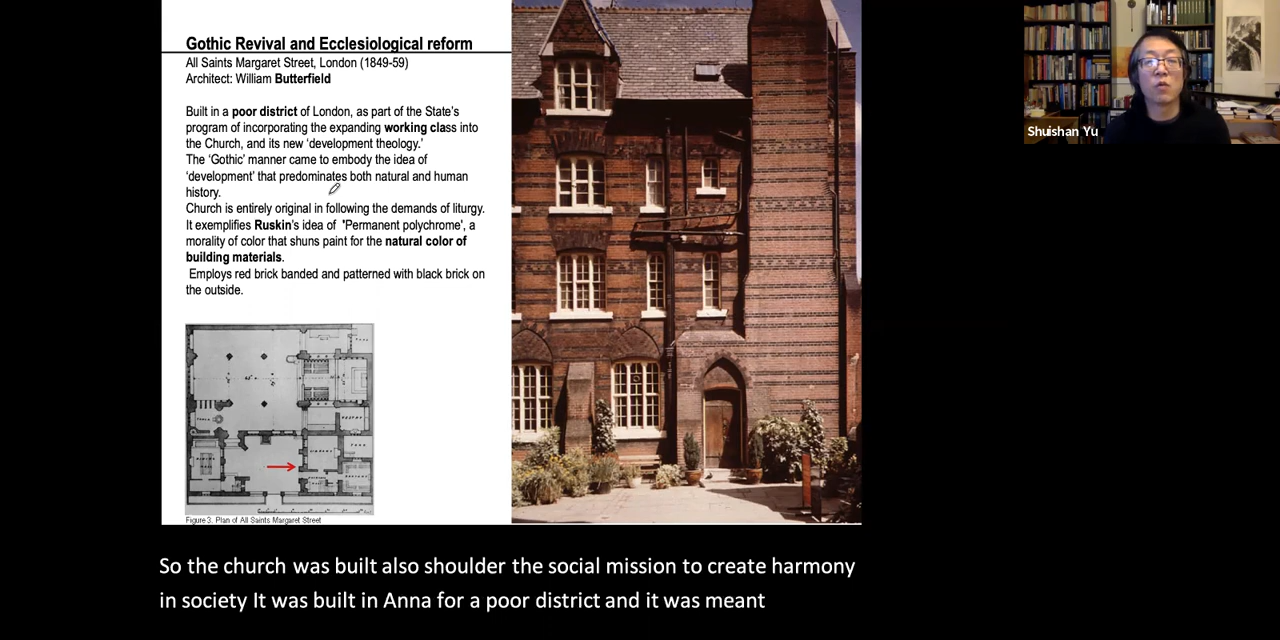 Gothic Revival and Ecclesiological reform
All Saints Margaret Street, London (1849-59)
Architect: William Butterfield
Built in a poor district of London, as part of the State's
program of incorporating the expanding working class into
the Church, and its new 'development theology.'
The 'Gothic' manner came to embody the idea of
'development' that predominates both natural and human
history.
Church is entirely original in following the demands of liturgy.
It exemplifies Ruskin's idea of "Permanent polychrome', a
morality of color that shuns paint for the natural color of
building materials.
Employs red brick banded and patterned with black brick on
the outside.
Figure 3. Plan of All Saints Margaret Street
Shuishan Yu
So the church was built also shoulder the social mission to create harmony
in society It was built in Anna for a poor district and it was meant